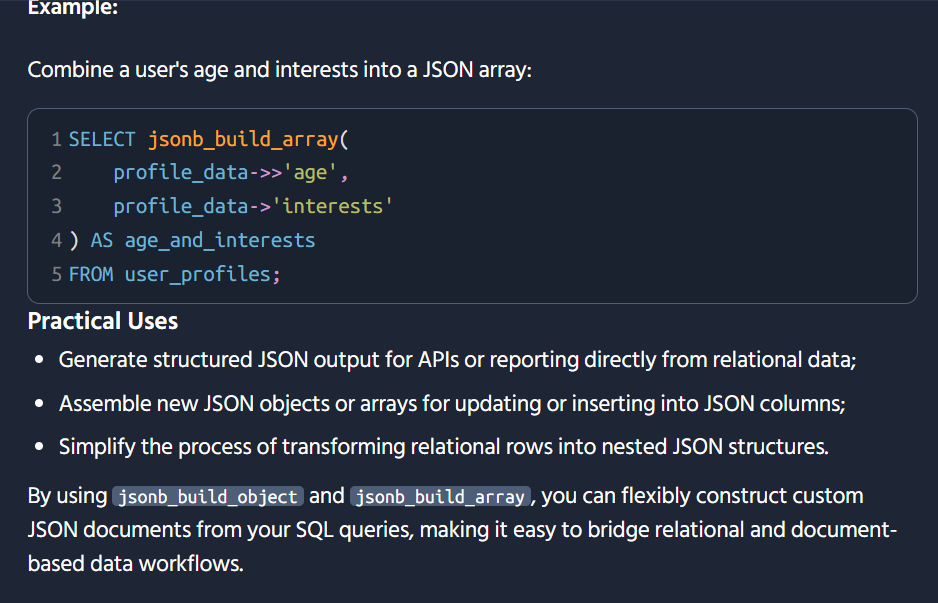 Example:
Combine a user's age and interests into a JSON array:
1 SELECT jsonb_build_array(
2     profile_data->>'age',
3     profile_data->'interests'
4 ) AS age_and_interests
5 FROM user_profiles;
Practical Uses
• Generate structured JSON output for APIs or reporting directly from relational data;
• Assemble new JSON objects or arrays for updating or inserting into JSON columns;
• Simplify the process of transforming relational rows into nested JSON structures.
By using jsonb_build_object and jsonb_build_array, you can flexibly construct custom
JSON documents from your SQL queries, making it easy to bridge relational and document-
based data workflows.